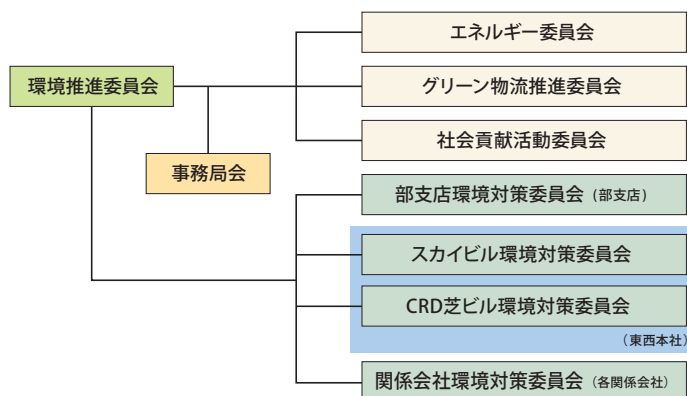 エネルギー委員会
環境推進委員会
グリーン物流推進委員会
社会貢献活動委員会
事務局会
部支店環境対策委員会（部支店）
スカイビル環境対策委員会
CRD芝ビル環境対策委員会
（東西本社）
関係会社環境対策委員会（各関係会社）